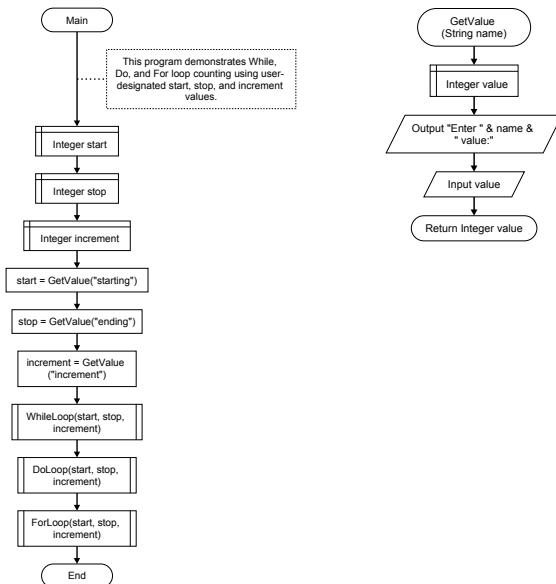 Main
This program demonstrates While,
Do, and For loop counting using user-
designated start, stop, and increment
values.
Integer start
Integer stop
Integer increment
start = GetValue("starting")
stop = GetValue("ending")
increment = GetValue
("increment")
WhileLoop(start, stop,
increment)
DoLoop(start, stop,
increment)
ForLoop(start, stop,
increment)
End
GetValue
(String name)
Integer value
Output "Enter " & name &
" value:"
Input value
Return Integer value